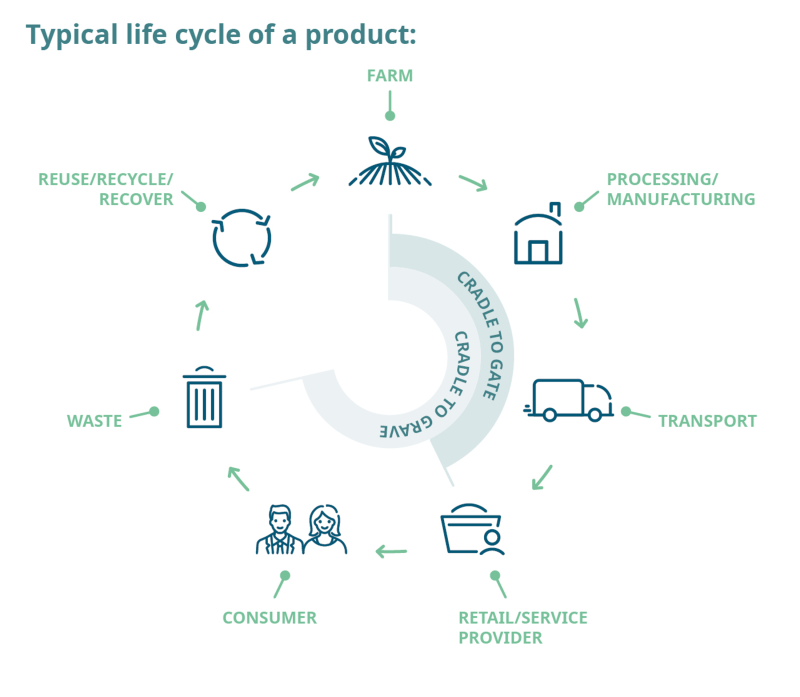 Typical life cycle of a product:
FARM
PROCESSING/
MANUFACTURING
TRANSPORT
RETAIL/SERVICE
PROVIDER
CONSUMER
WASTE
REUSE/RECYCLE/
RECOVER
CRADLE TO GATE
CRADLE TO GRAVE